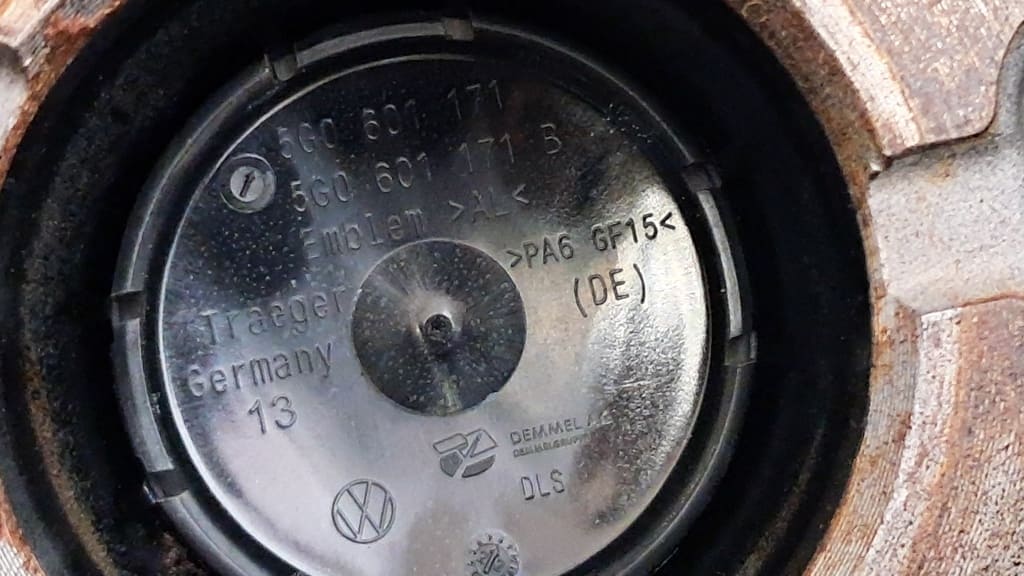 5G0 601 171
5G0 601 171 B
Emblem >AL<
>PA6 GF15<
(DE)
Traeger
Germany
13
DEMMEL
DLS